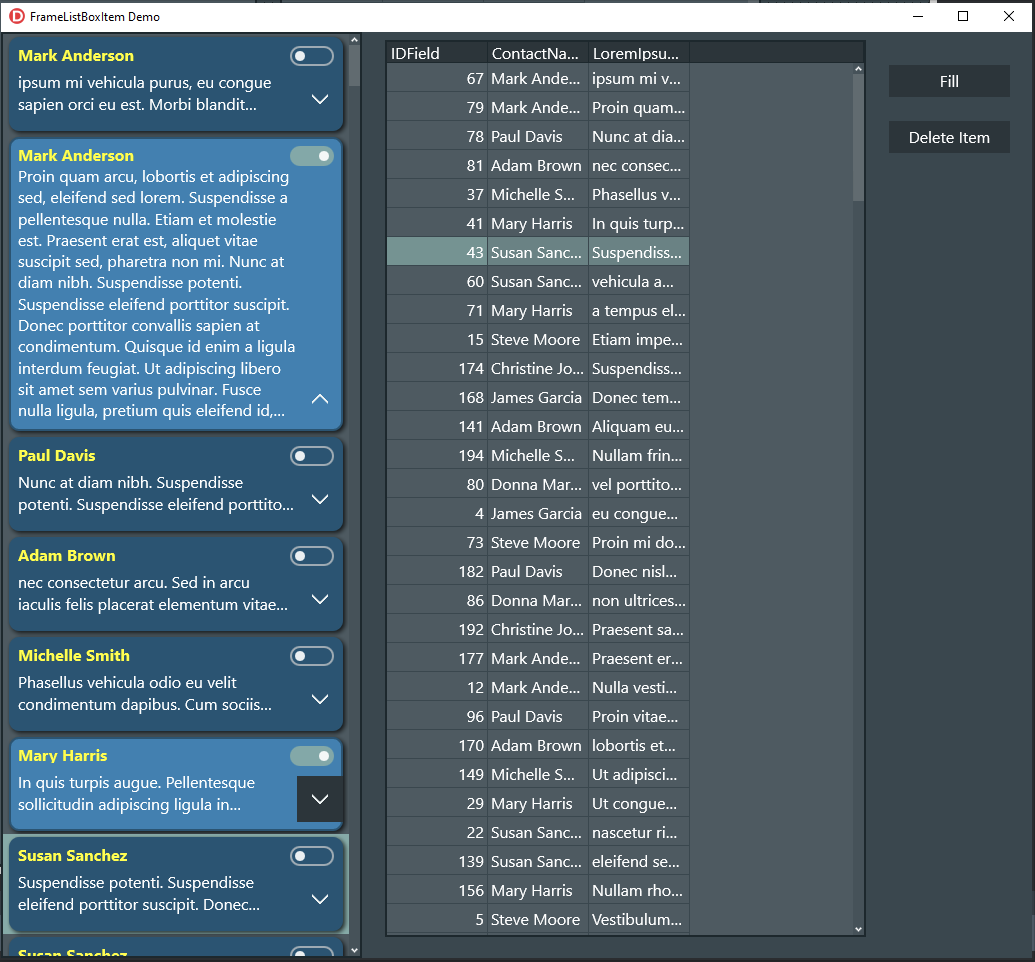 FrameListBoxItem Demo
Mark Anderson
ipsum mi vehicula purus, eu congue
sapien orci eu est. Morbi blandit...
Mark Anderson
Proin quam arcu, lobortis et adipiscing
sed, eleifend sed lorem. Suspendisse a
pellentesque nulla. Etiam et molestie
est. Praesent erat est, aliquet vitae
suscipit sed, pharetra non mi. Nunc at
diam nibh. Suspendisse potenti.
Suspendisse eleifend porttitor suscipit.
Donec porttitor convallis sapien at
condimentum. Quisque id enim a ligula
interdum feugiat. Ut adipiscing libero
sit amet sem varius pulvinar. Fusce
nulla ligula, pretium quis eleifend id,...
Paul Davis
Nunc at diam nibh. Suspendisse
potenti. Suspendisse eleifend porttito...
Adam Brown
nec consectetur arcu. Sed in arcu
iaculis felis placerat elementum vitae...
Michelle Smith
Phasellus vehicula odio eu velit
condimentum dapibus. Cum sociis...
Mary Harris
In quis turpis augue. Pellentesque
sollicitudin adipiscing ligula in...
Susan Sanchez
Suspendisse potenti. Suspendisse
eleifend porttitor suscipit. Donec...
Susan Sanchez
IDField ContactNa... LoremIpsu...
67 Mark Ande... ipsum mi v...
79 Mark Ande... Proin quam...
78 Paul Davis Nunc at dia...
81 Adam Brown nec consec...
37 Michelle S... Phasellus v...
41 Mary Harris In quis turp...
43 Susan Sanc... Suspendiss...
60 Susan Sanc... vehicula a...
71 Mary Harris a tempus el...
15 Steve Moore Etiam impe...
174 Christine Jo... Suspendiss...
168 James Garcia Donec tem...
141 Adam Brown Aliquam eu...
194 Michelle S... Nullam frin...
80 Donna Mar... vel porttito...
4 James Garcia eu congue...
73 Steve Moore Proin mi do...
182 Paul Davis Donec nisl...
86 Donna Mar... non ultrices...
192 Christine Jo... Praesent sa...
177 Mark Ande... Praesent er...
12 Mark Ande... Nulla vesti...
96 Paul Davis Proin vitae...
170 Adam Brown lobortis et...
149 Michelle S... Ut adipisci...
29 Mary Harris Ut congue...
22 Susan Sanc... nascetur ri...
139 Susan Sanc... eleifend se...
156 Mary Harris Nullam rho...
5 Steve Moore Vestibulum...
Fill
Delete Item